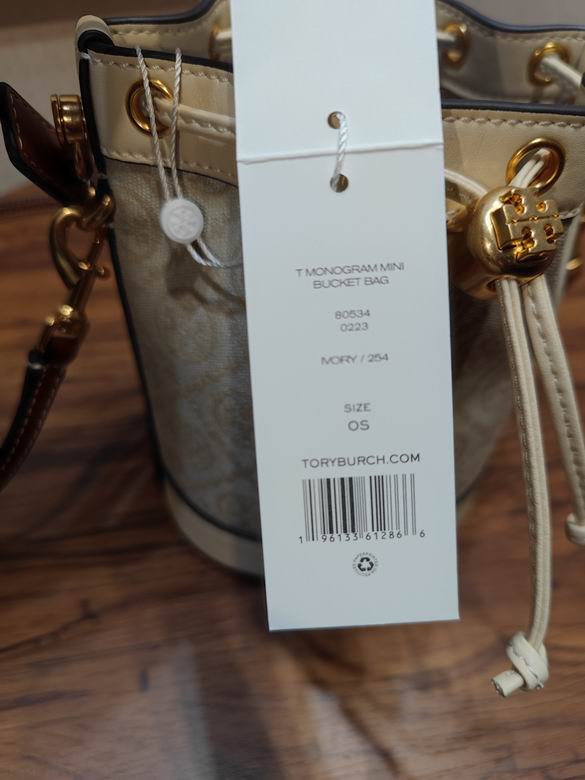 T MONOGRAM MINI
BUCKET BAG
80534
0223
IVORY / 254
SIZE
OS
TORYBURCH.COM
1 96133 61286 6